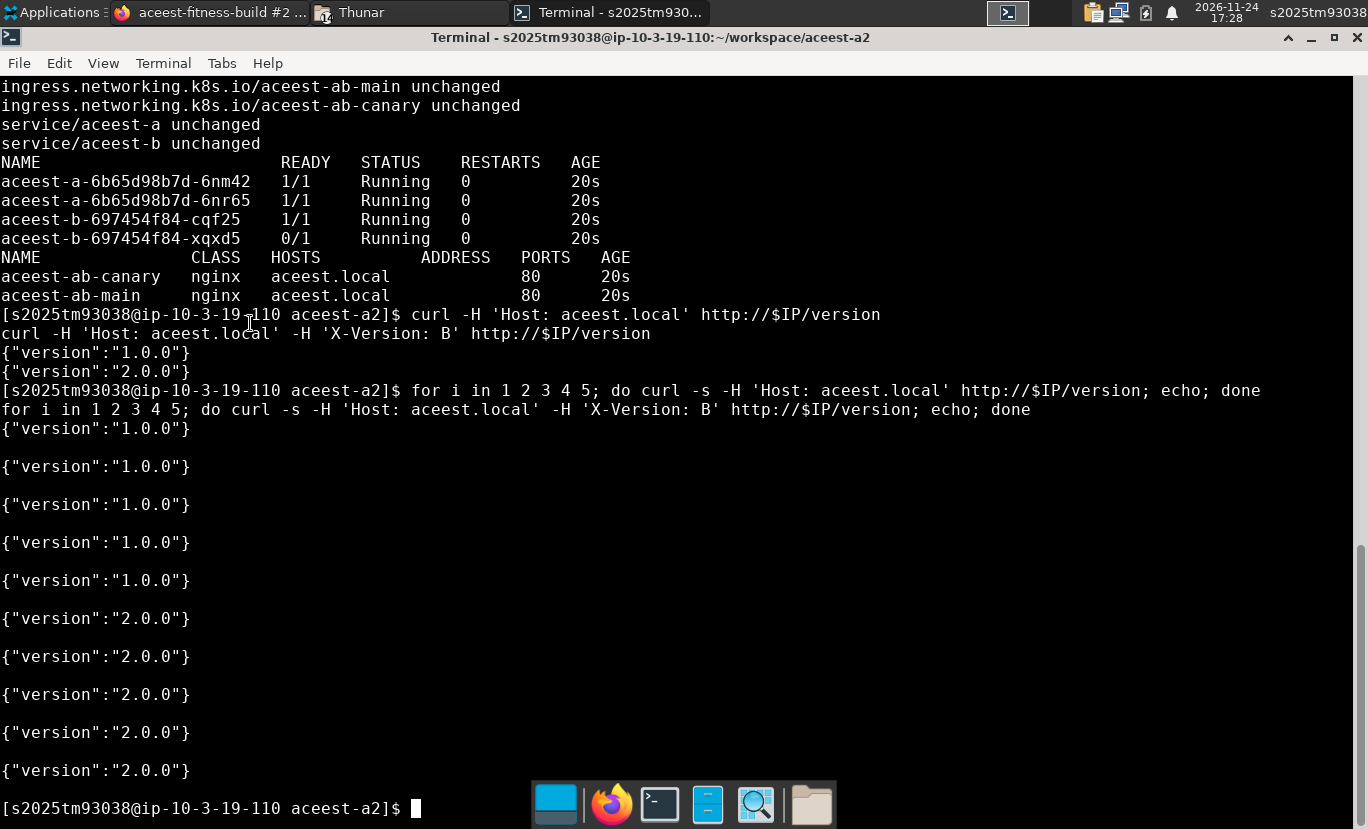 Applications
aceest-fitness-build #2 ...
14
Thunar
Terminal - s2025tm930...
2026-11-24
17:28
s2025tm93038
Terminal - s2025tm93038@ip-10-3-19-110:~/workspace/aceest-a2
File Edit View Terminal Tabs Help
ingress.networking.k8s.io/aceest-ab-main unchanged
ingress.networking.k8s.io/aceest-ab-canary unchanged
service/aceest-a unchanged
service/aceest-b unchanged
NAME                        READY   STATUS    RESTARTS   AGE
aceest-a-6b65d98b7d-6nm42   1/1     Running   0          20s
aceest-a-6b65d98b7d-6nr65   1/1     Running   0          20s
aceest-b-697454f84-cqf25    1/1     Running   0          20s
aceest-b-697454f84-xqxd5    0/1     Running   0          20s
NAME               CLASS   HOSTS          ADDRESS   PORTS   AGE
aceest-ab-canary   nginx   aceest.local             80      20s
aceest-ab-main     nginx   aceest.local             80      20s
[s2025tm93038@ip-10-3-19-110 aceest-a2]$ curl -H 'Host: aceest.local' http://$IP/version
curl -H 'Host: aceest.local' -H 'X-Version: B' http://$IP/version
{"version":"1.0.0"}
{"version":"2.0.0"}
[s2025tm93038@ip-10-3-19-110 aceest-a2]$ for i in 1 2 3 4 5; do curl -s -H 'Host: aceest.local' http://$IP/version; echo; done
for i in 1 2 3 4 5; do curl -s -H 'Host: aceest.local' -H 'X-Version: B' http://$IP/version; echo; done
{"version":"1.0.0"}
{"version":"1.0.0"}
{"version":"1.0.0"}
{"version":"1.0.0"}
{"version":"1.0.0"}
{"version":"2.0.0"}
{"version":"2.0.0"}
{"version":"2.0.0"}
{"version":"2.0.0"}
{"version":"2.0.0"}
[s2025tm93038@ip-10-3-19-110 aceest-a2]$